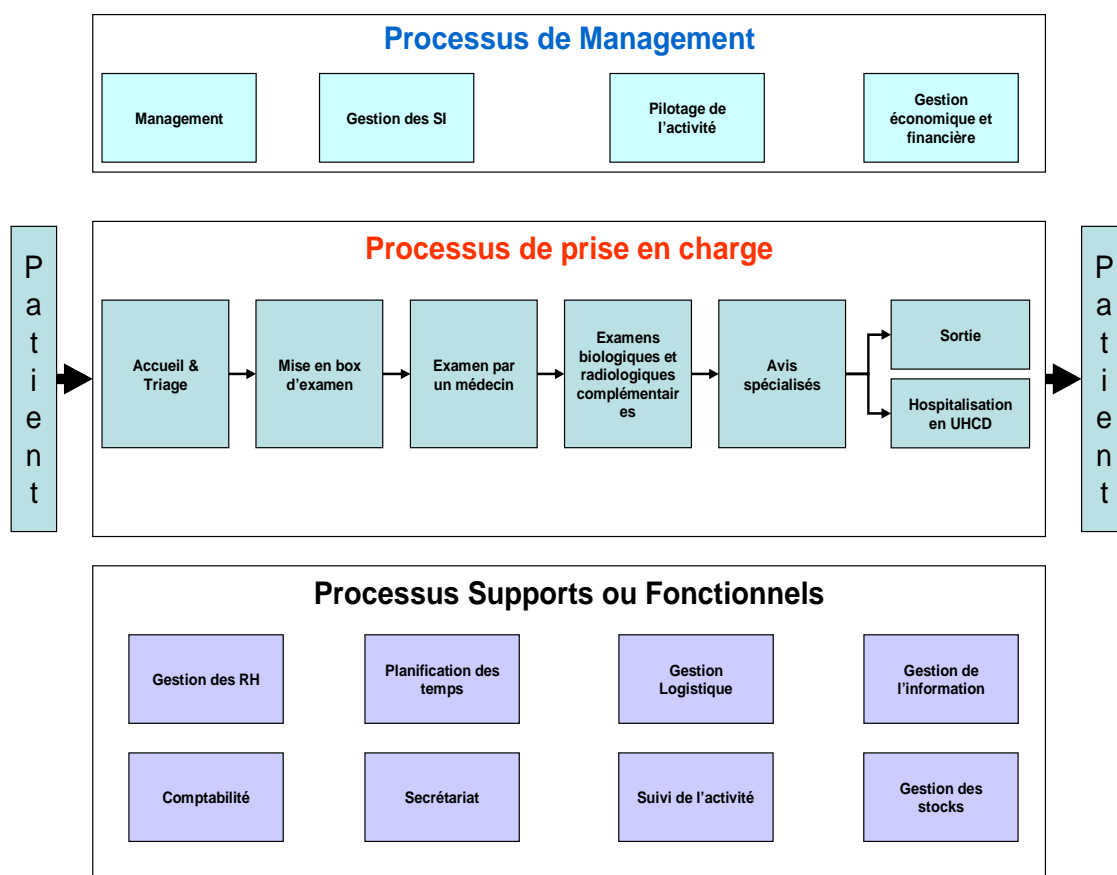 Processus de Management
Management
Gestion des SI
Pilotage de
l’activité
Gestion
économique et
financière
Patient
Processus de prise en charge
Accueil &
Triage
Mise en box
d’examen
Examen par
un médecin
Examens
biologiques et
radiologiques
complémentair
es
Avis
spécialisés
Sortie
Hospitalisation
en UHCD
Patient
Processus Supports ou Fonctionnels
Gestion des RH
Planification des
temps
Gestion
Logistique
Gestion de
l’information
Comptabilité
Secrétariat
Suivi de l’activité
Gestion des
stocks